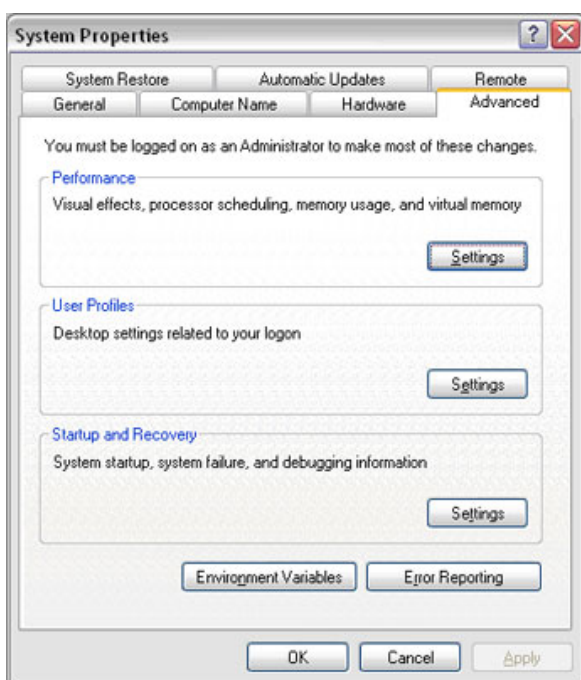 System Properties
System Restore Automatic Updates Remote
General Computer Name Hardware Advanced
You must be logged on as an Administrator to make most of these changes.
Performance
Visual effects, processor scheduling, memory usage, and virtual memory
Settings
User Profiles
Desktop settings related to your logon
Settings
Startup and Recovery
System startup, system failure, and debugging information
Settings
Environment Variables Error Reporting
OK Cancel Apply